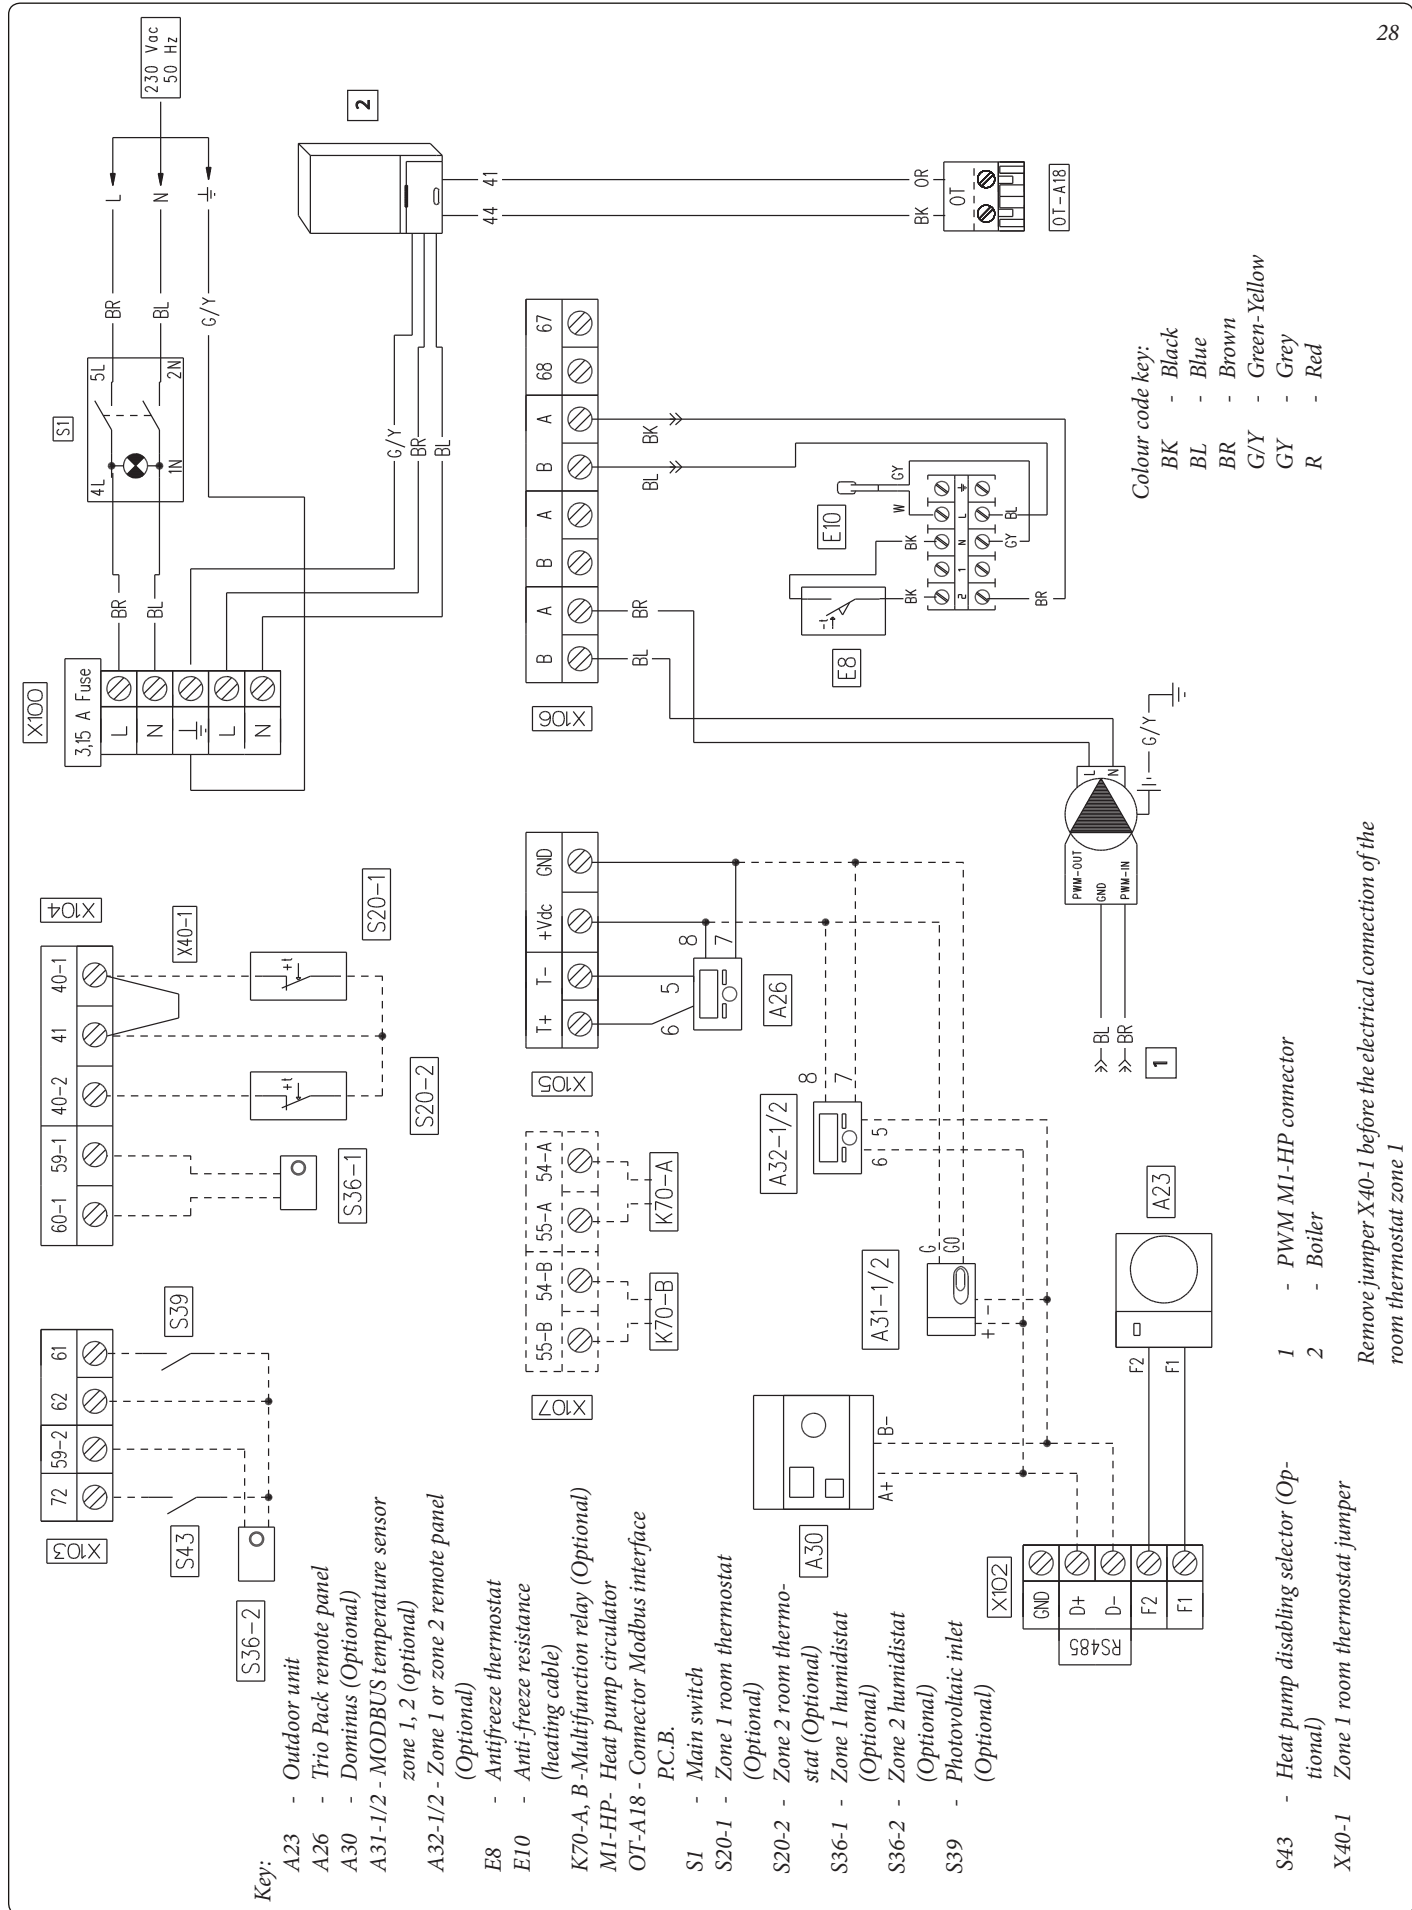 28
230 Vac
50 Hz
L
N
BR
BL
G/Y
S1
5L
2N
4L
1N
BR
BL
X100
3,15 A Fuse
L
N
L
N
G/Y
BR
BL
2
41
44
OR
BK
OT
OT-A18
X103
72
59-2
62
61
S43
S39
S36-2
X104
60-1
59-1
40-2
41
40-1
X40-1
S36-1
S20-2
S20-1
X107
55-B
54-B
55-A
54-A
K70-B
K70-A
X105
T+
T-
+Vdc
GND
6
5
8
7
A26
X106
B
A
B
A
B
A
68
67
BL
BR
BL
BK
A32-1/2
8
7
6
5
A31-1/2
G
G0
+
-
A30
A+
B-
X102
GND
D+
D-
F2
F1
RS485
A23
F2
F1
1
BL
BR
PWM-OUT
GND
PWM-IN
L
N
G/Y
E8
-t
E10
W
GY
BK
BK
2
1
N
L
BR
GY
BL
+t
+t
Colour code key:
BK - Black
BL - Blue
BR - Brown
G/Y - Green-Yellow
GY - Grey
R - Red
Key:
A23 - Outdoor unit
A26 - Trio Pack remote panel
A30 - Dominus (Optional)
A31-1/2 - MODBUS temperature sensor
zone 1, 2 (optional)
A32-1/2 - Zone 1 or zone 2 remote panel
(Optional)
E8 - Antifreeze thermostat
E10 - Anti-freeze resistance
(heating cable)
K70-A, B -Multifunction relay (Optional)
M1-HP- Heat pump circulator
OT-A18 - Connector Modbus interface
P.C.B.
S1 - Main switch
S20-1 - Zone 1 room thermostat
(Optional)
S20-2 - Zone 2 room thermo-
stat (Optional)
S36-1 - Zone 1 humidistat
(Optional)
S36-2 - Zone 2 humidistat
(Optional)
S39 - Photovoltaic inlet
(Optional)
S43 - Heat pump disabling selector (Op-
tional)
X40-1 Zone 1 room thermostat jumper
1 - PWM M1-HP connector
2 - Boiler
Remove jumper X40-1 before the electrical connection of the
room thermostat zone 1